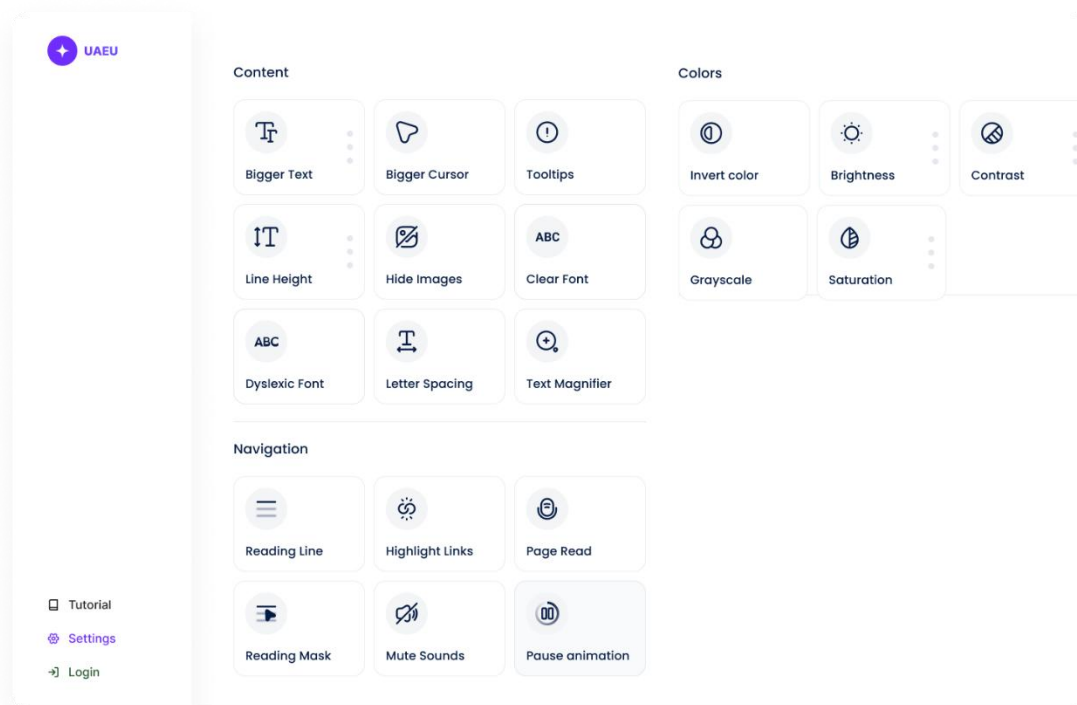 UAEU
Content
Bigger Text
Bigger Cursor
Tooltips
Line Height
Hide Images
ABC
Clear Font
ABC
Dyslexic Font
Letter Spacing
Text Magnifier
Navigation
Reading Line
Highlight Links
Page Read
Reading Mask
Mute Sounds
Pause animation
Colors
Invert color
Brightness
Contrast
Grayscale
Saturation
Tutorial
Settings
Login